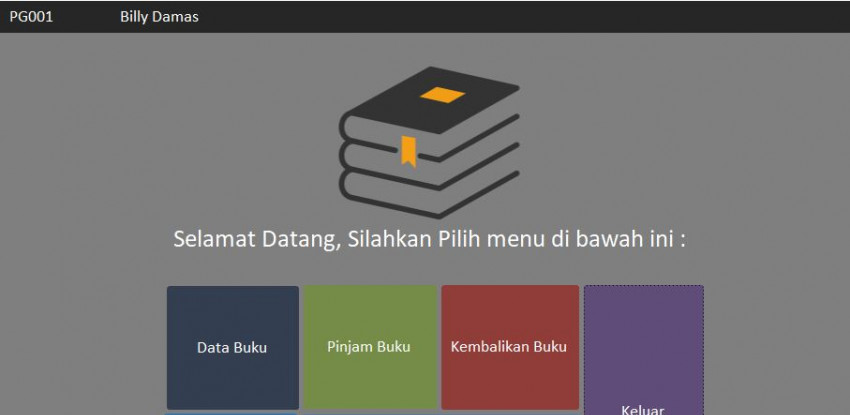 PG001 Billy Damas
Selamat Datang, Silahkan Pilih menu di bawah ini :
Data Buku Pinjam Buku Kembalikan Buku
Keluar